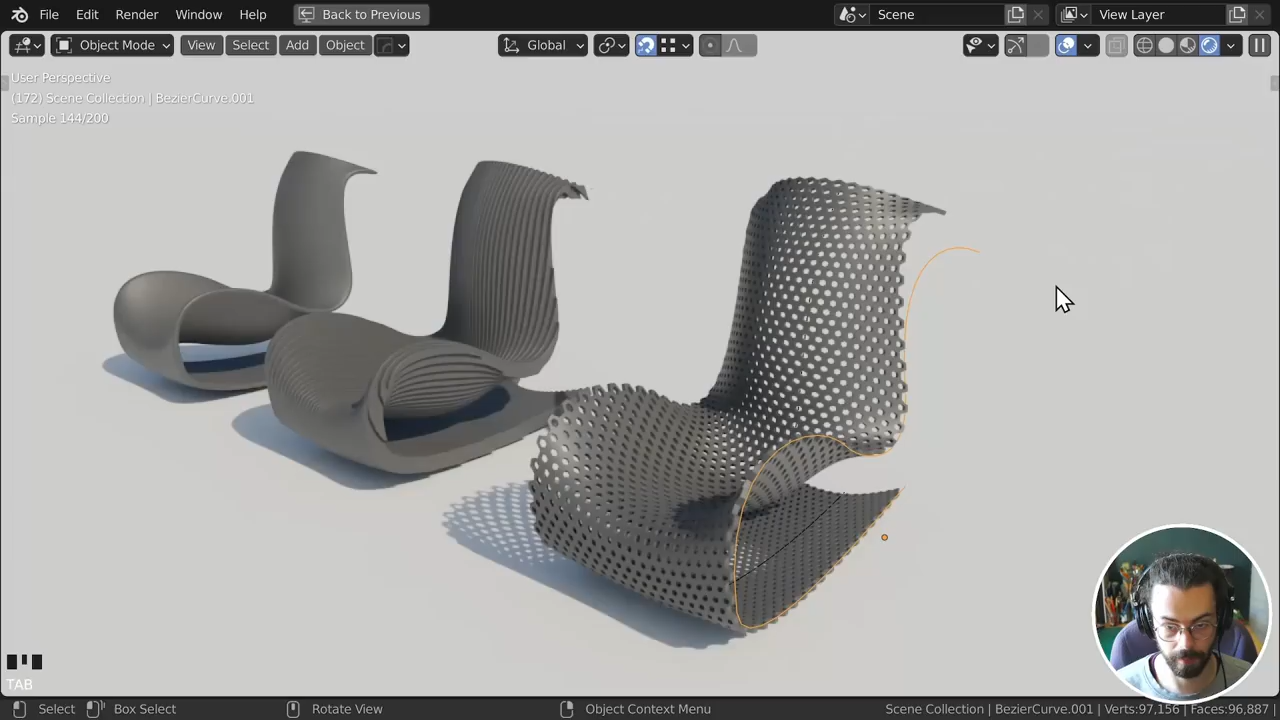 File Edit Render Window Help Back to Previous Scene View Layer
Object Mode View Select Add Object Global
User Perspective
(172) Scene Collection | BezierCurve.001
Sample 144/200
TAB
Select Box Select Rotate View Object Context Menu Scene Collection | BezierCurve.001 | Verts:97,156 | Faces:96,887 |